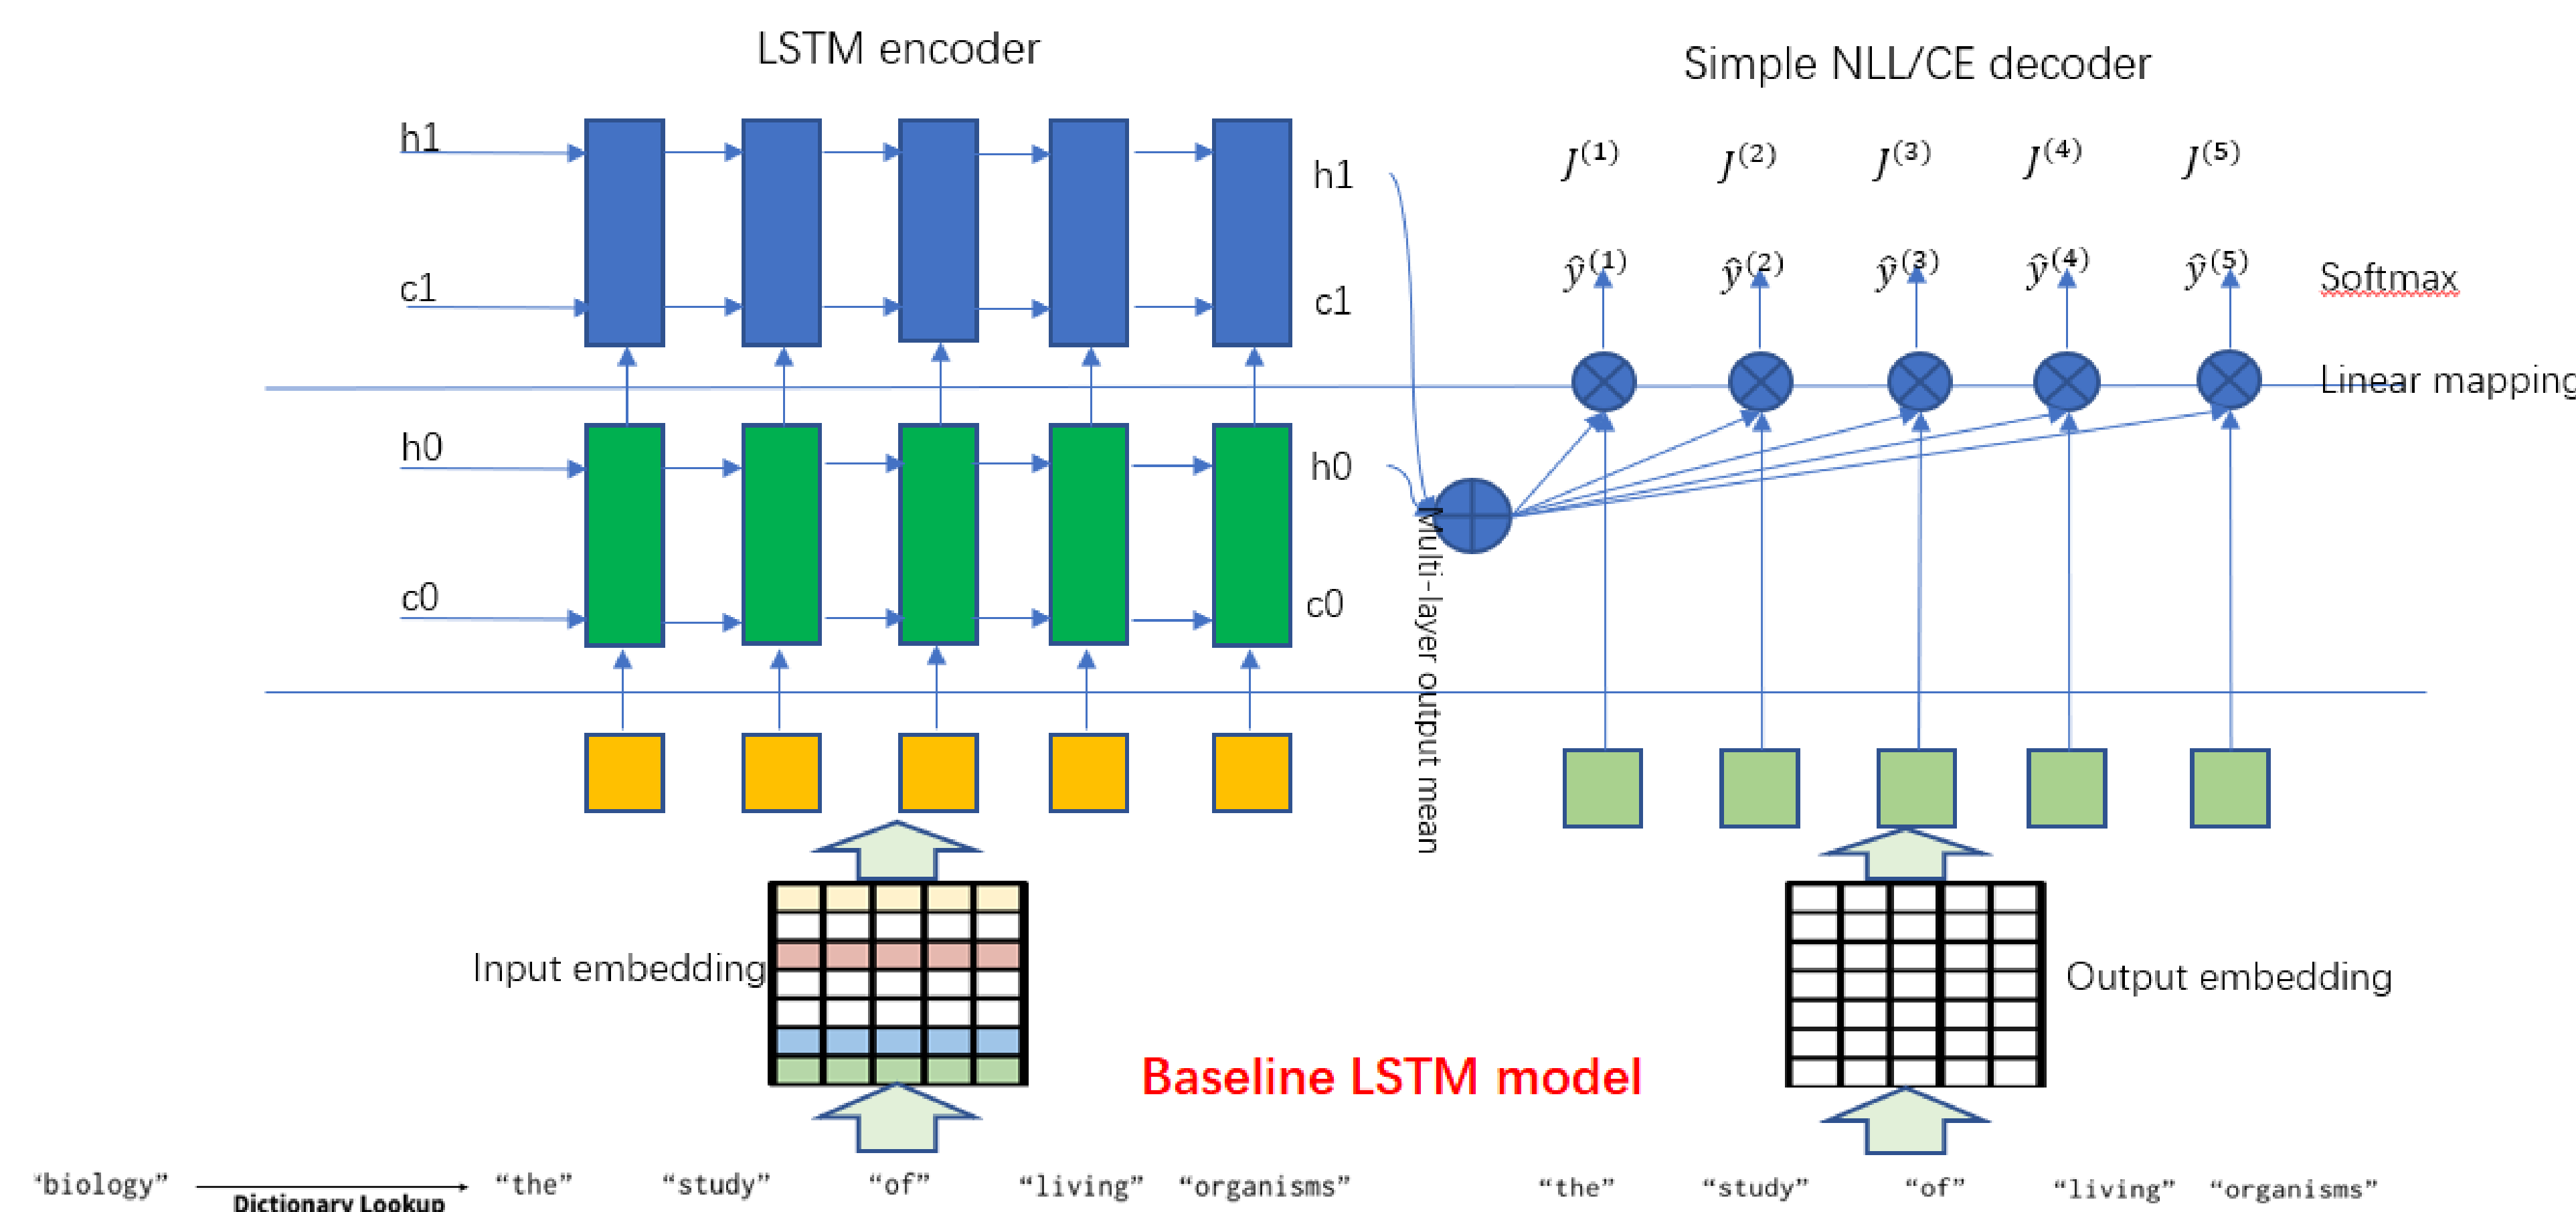 LSTM encoder
Simple NLL/CE decoder
h1
h1
J(1) J(2) J(3) J(4) J(5)
c1
c1
ŷ(1) ŷ(2) ŷ(3) ŷ(4) ŷ(5)
Softmax
Linear mapping
h0
h0
c0
c0
Multi-layer output mean
Input embedding
Output embedding
Baseline LSTM model
‘biology”
Dictionary Lookup
“the” “study” “of” “living” “organisms”
“the” “study” “of” “living” “organisms”